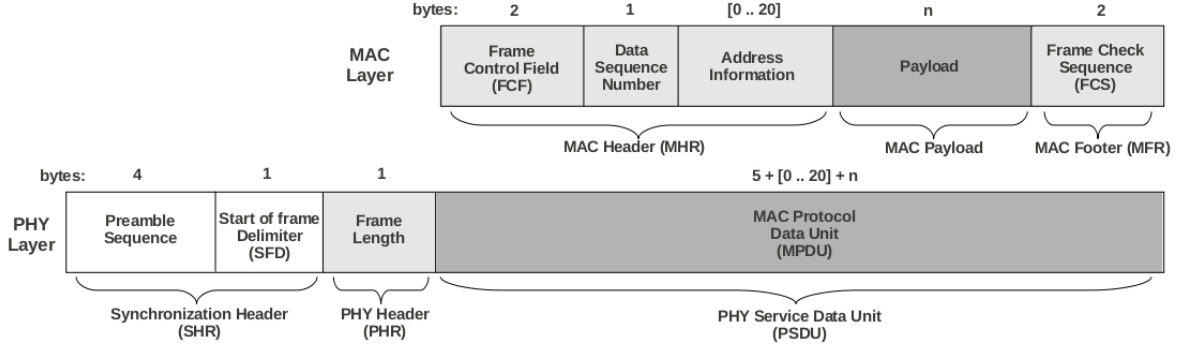 bytes: 2 1 [0 .. 20] n 2
MAC
Layer
Frame
Control Field
(FCF)
Data
Sequence
Number
Address
Information
Payload
Frame Check
Sequence
(FCS)
MAC Header (MHR) MAC Payload MAC Footer (MFR)
bytes: 4 1 1 5 + [0 .. 20] + n
PHY
Layer
Preamble
Sequence
Start of frame
Delimiter
(SFD)
Frame
Length
MAC Protocol
Data Unit
(MPDU)
Synchronization Header
(SHR)
PHY Header
(PHR)
PHY Service Data Unit
(PSDU)